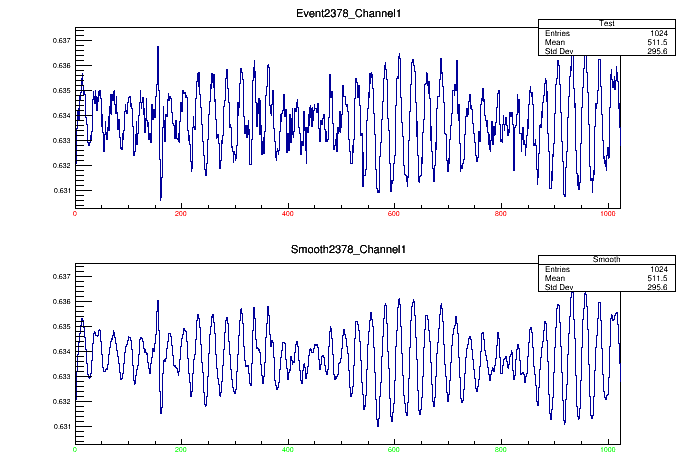 Event2378_Channel1
Test
Entries 1024
Mean 511.5
Std Dev 295.6
0.637
0.636
0.635
0.634
0.633
0.632
0.631
0 200 400 600 800 1000
Smooth2378_Channel1
Smooth
Entries 1024
Mean 511.5
Std Dev 295.6
0.637
0.636
0.635
0.634
0.633
0.632
0.631
0 200 400 600 800 1000